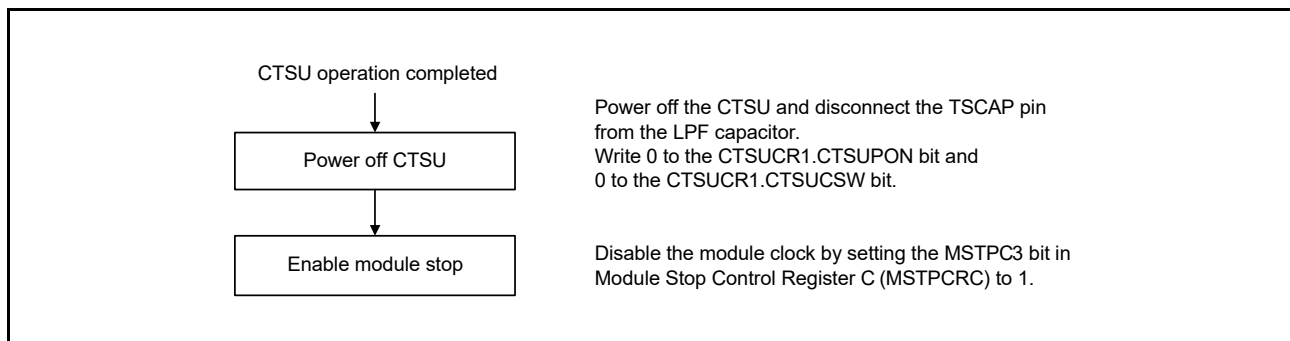 CTSU operation completed
Power off CTSU
Power off the CTSU and disconnect the TSCAP pin
from the LPF capacitor.
Write 0 to the CTSUCR1.CTSUPON bit and
0 to the CTSUCR1.CTSUCSW bit.
Enable module stop
Disable the module clock by setting the MSTPC3 bit in
Module Stop Control Register C (MSTPCRC) to 1.